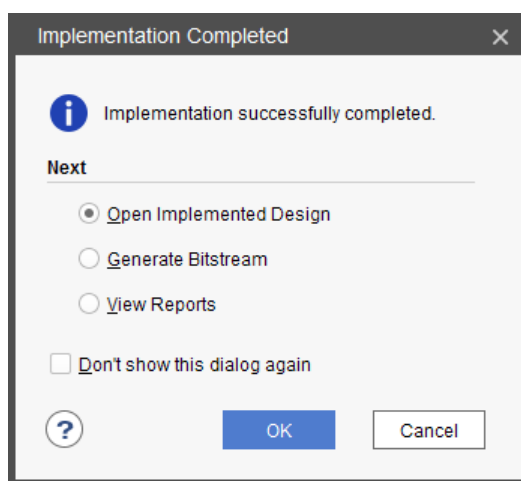 Implementation Completed
Implementation successfully completed.
Next
Open Implemented Design
Generate Bitstream
View Reports
Don't show this dialog again
?
OK
Cancel